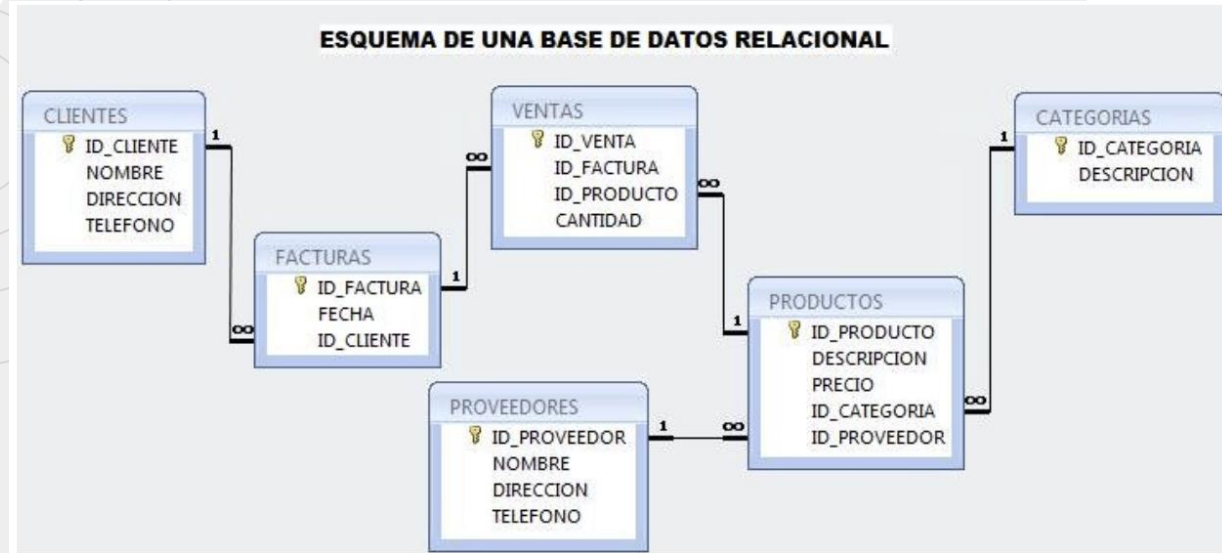 ESQUEMA DE UNA BASE DE DATOS RELACIONAL
CLIENTES
ID_CLIENTE
NOMBRE
DIRECCION
TELEFONO
1
∞
FACTURAS
ID_FACTURA
FECHA
ID_CLIENTE
1
∞
VENTAS
ID_VENTA
ID_FACTURA
ID_PRODUCTO
CANTIDAD
∞
1
PRODUCTOS
ID_PRODUCTO
DESCRIPCION
PRECIO
ID_CATEGORIA
ID_PROVEEDOR
∞
1
CATEGORIAS
ID_CATEGORIA
DESCRIPCION
PROVEEDORES
ID_PROVEEDOR
NOMBRE
DIRECCION
TELEFONO
1
∞